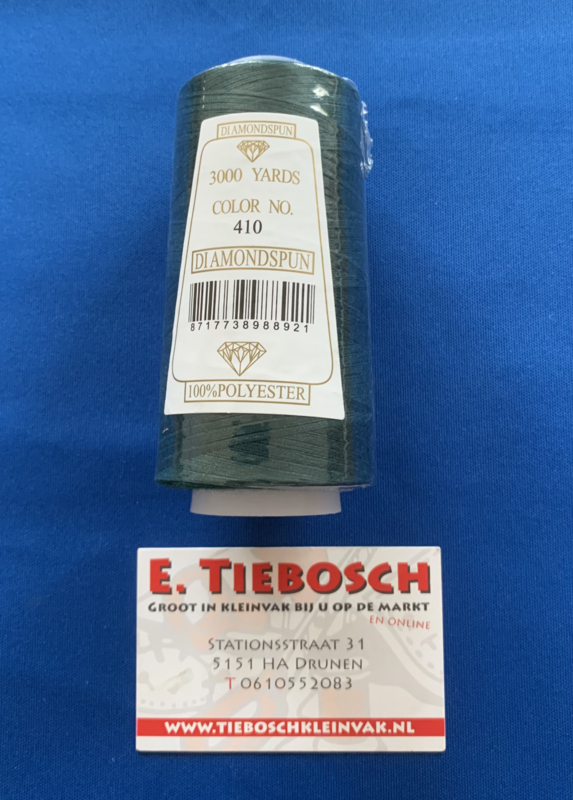 DIAMONDSPUN
3000 YARDS
COLOR NO.
410
DIAMONDSPUN
8717738988921
100%POLYESTER
E. TIEBOSCH
GROOT IN KLEINVAK BIJ U OP DE MARKT
EN ONLINE
STATIONSSTRAAT 31
5151 HA DRUNEN
T 0610552083
WWW.TIEBOSCHKLEINVAK.NL